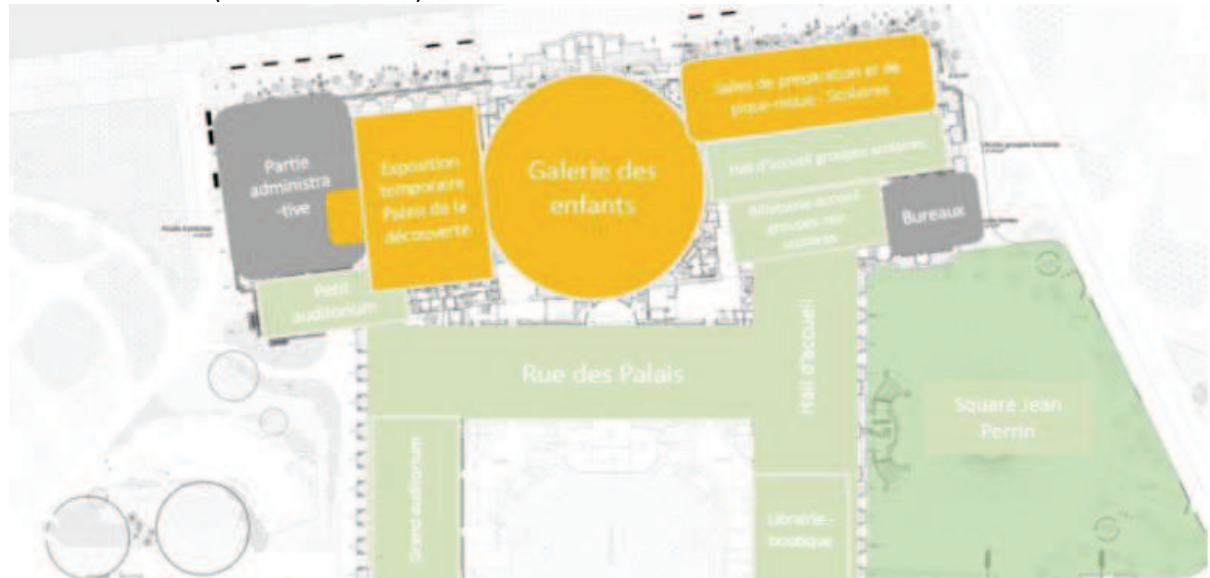 Salles de préparation et de
pique-nique - Scolaires
Partie
administra
-tive
Exposition
temporaire
Palais de la
découverte
Galerie des
enfants
Hall d'accueil groupes scolaires
Billetterie-accueil
groupes non-
scolaires
Bureaux
Petit
auditorium
Rue des Palais
Hall d'accueil
Square Jean
Perrin
Grand auditorium
Librairie -
boutique